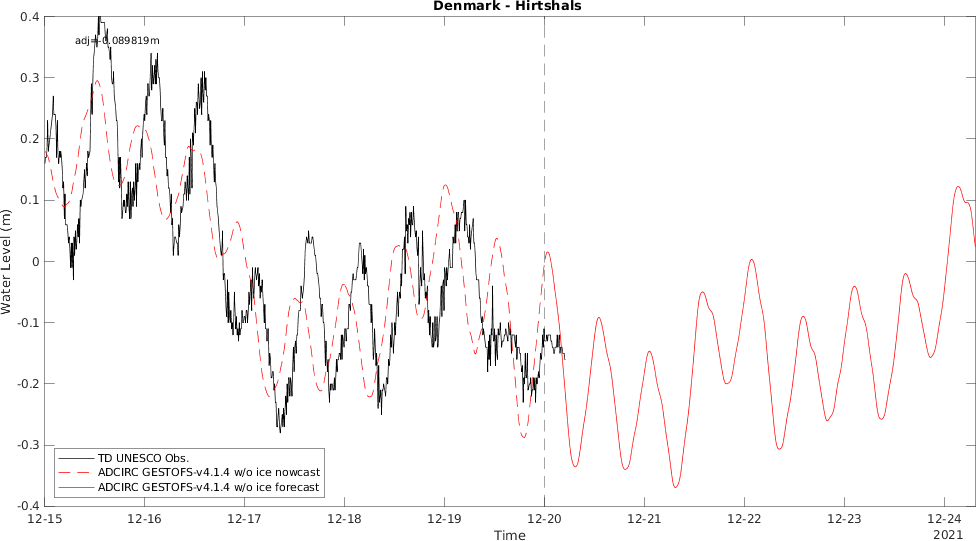 Denmark - Hirtshals
adj=-0.089819m
0.4
0.3
0.2
0.1
0
-0.1
-0.2
-0.3
-0.4
Water Level (m)
TD UNESCO Obs.
ADCIRC GESTOFS-v4.1.4 w/o ice nowcast
ADCIRC GESTOFS-v4.1.4 w/o ice forecast
12-15 12-16 12-17 12-18 12-19 12-20 12-21 12-22 12-23 12-24
Time
2021